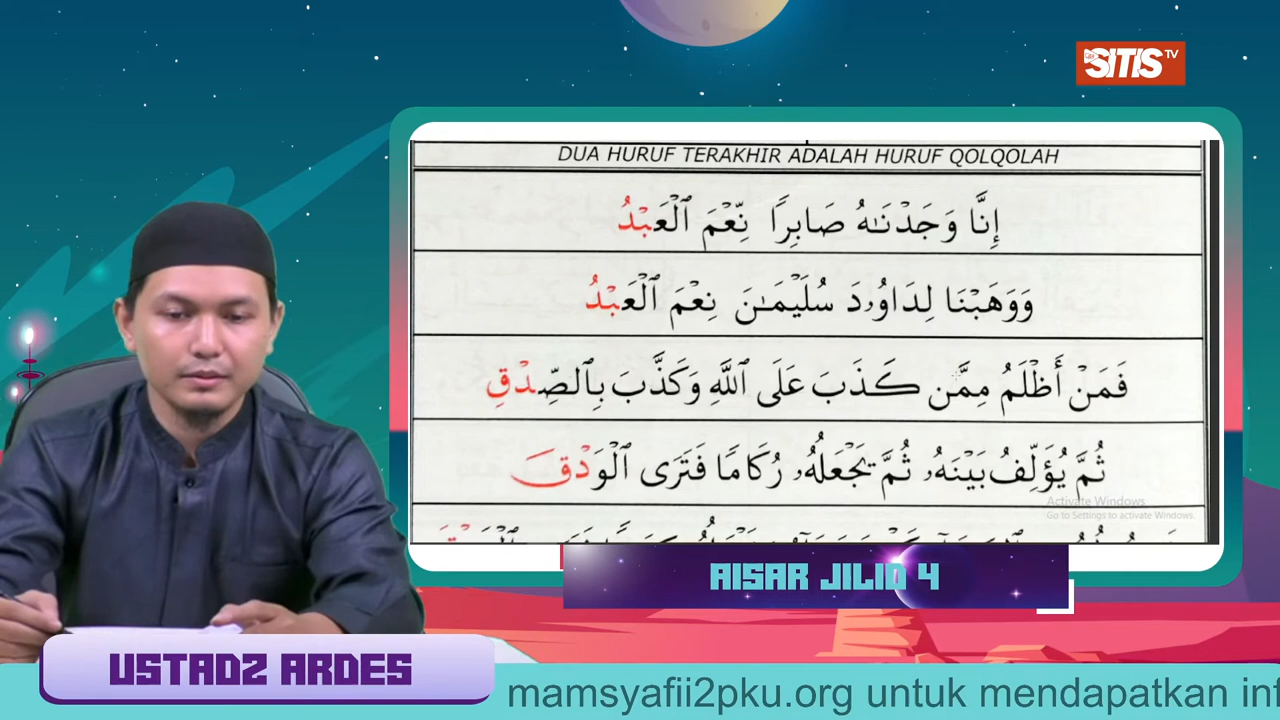 SITIS TV
DUA HURUF TERAKHIR ADALAH HURUF QOLQOLAH
إِنَّا وَجَدْنَـٰهُ صَابِرًا نِّعْمَ ٱلْعَبْدُ
وَوَهَبْنَا لِدَاوُۥدَ سُلَيْمَـٰنَ نِعْمَ ٱلْعَبْدُ
فَمَنْ أَظْلَمُ مِمَّن كَذَبَ عَلَى ٱللَّهِ وَكَذَّبَ بِٱلصِّدْقِ
ثُمَّ يُؤَلِّفُ بَيْنَهُۥ ثُمَّ يَجْعَلُهُۥ رُكَامًا فَتَرَى ٱلْوَدْقَ
Activate Windows
Go to Settings to activate Windows.
AISAR JILID 4
USTADZ ARDES
mamsyafii2pku.org untuk mendapatkan